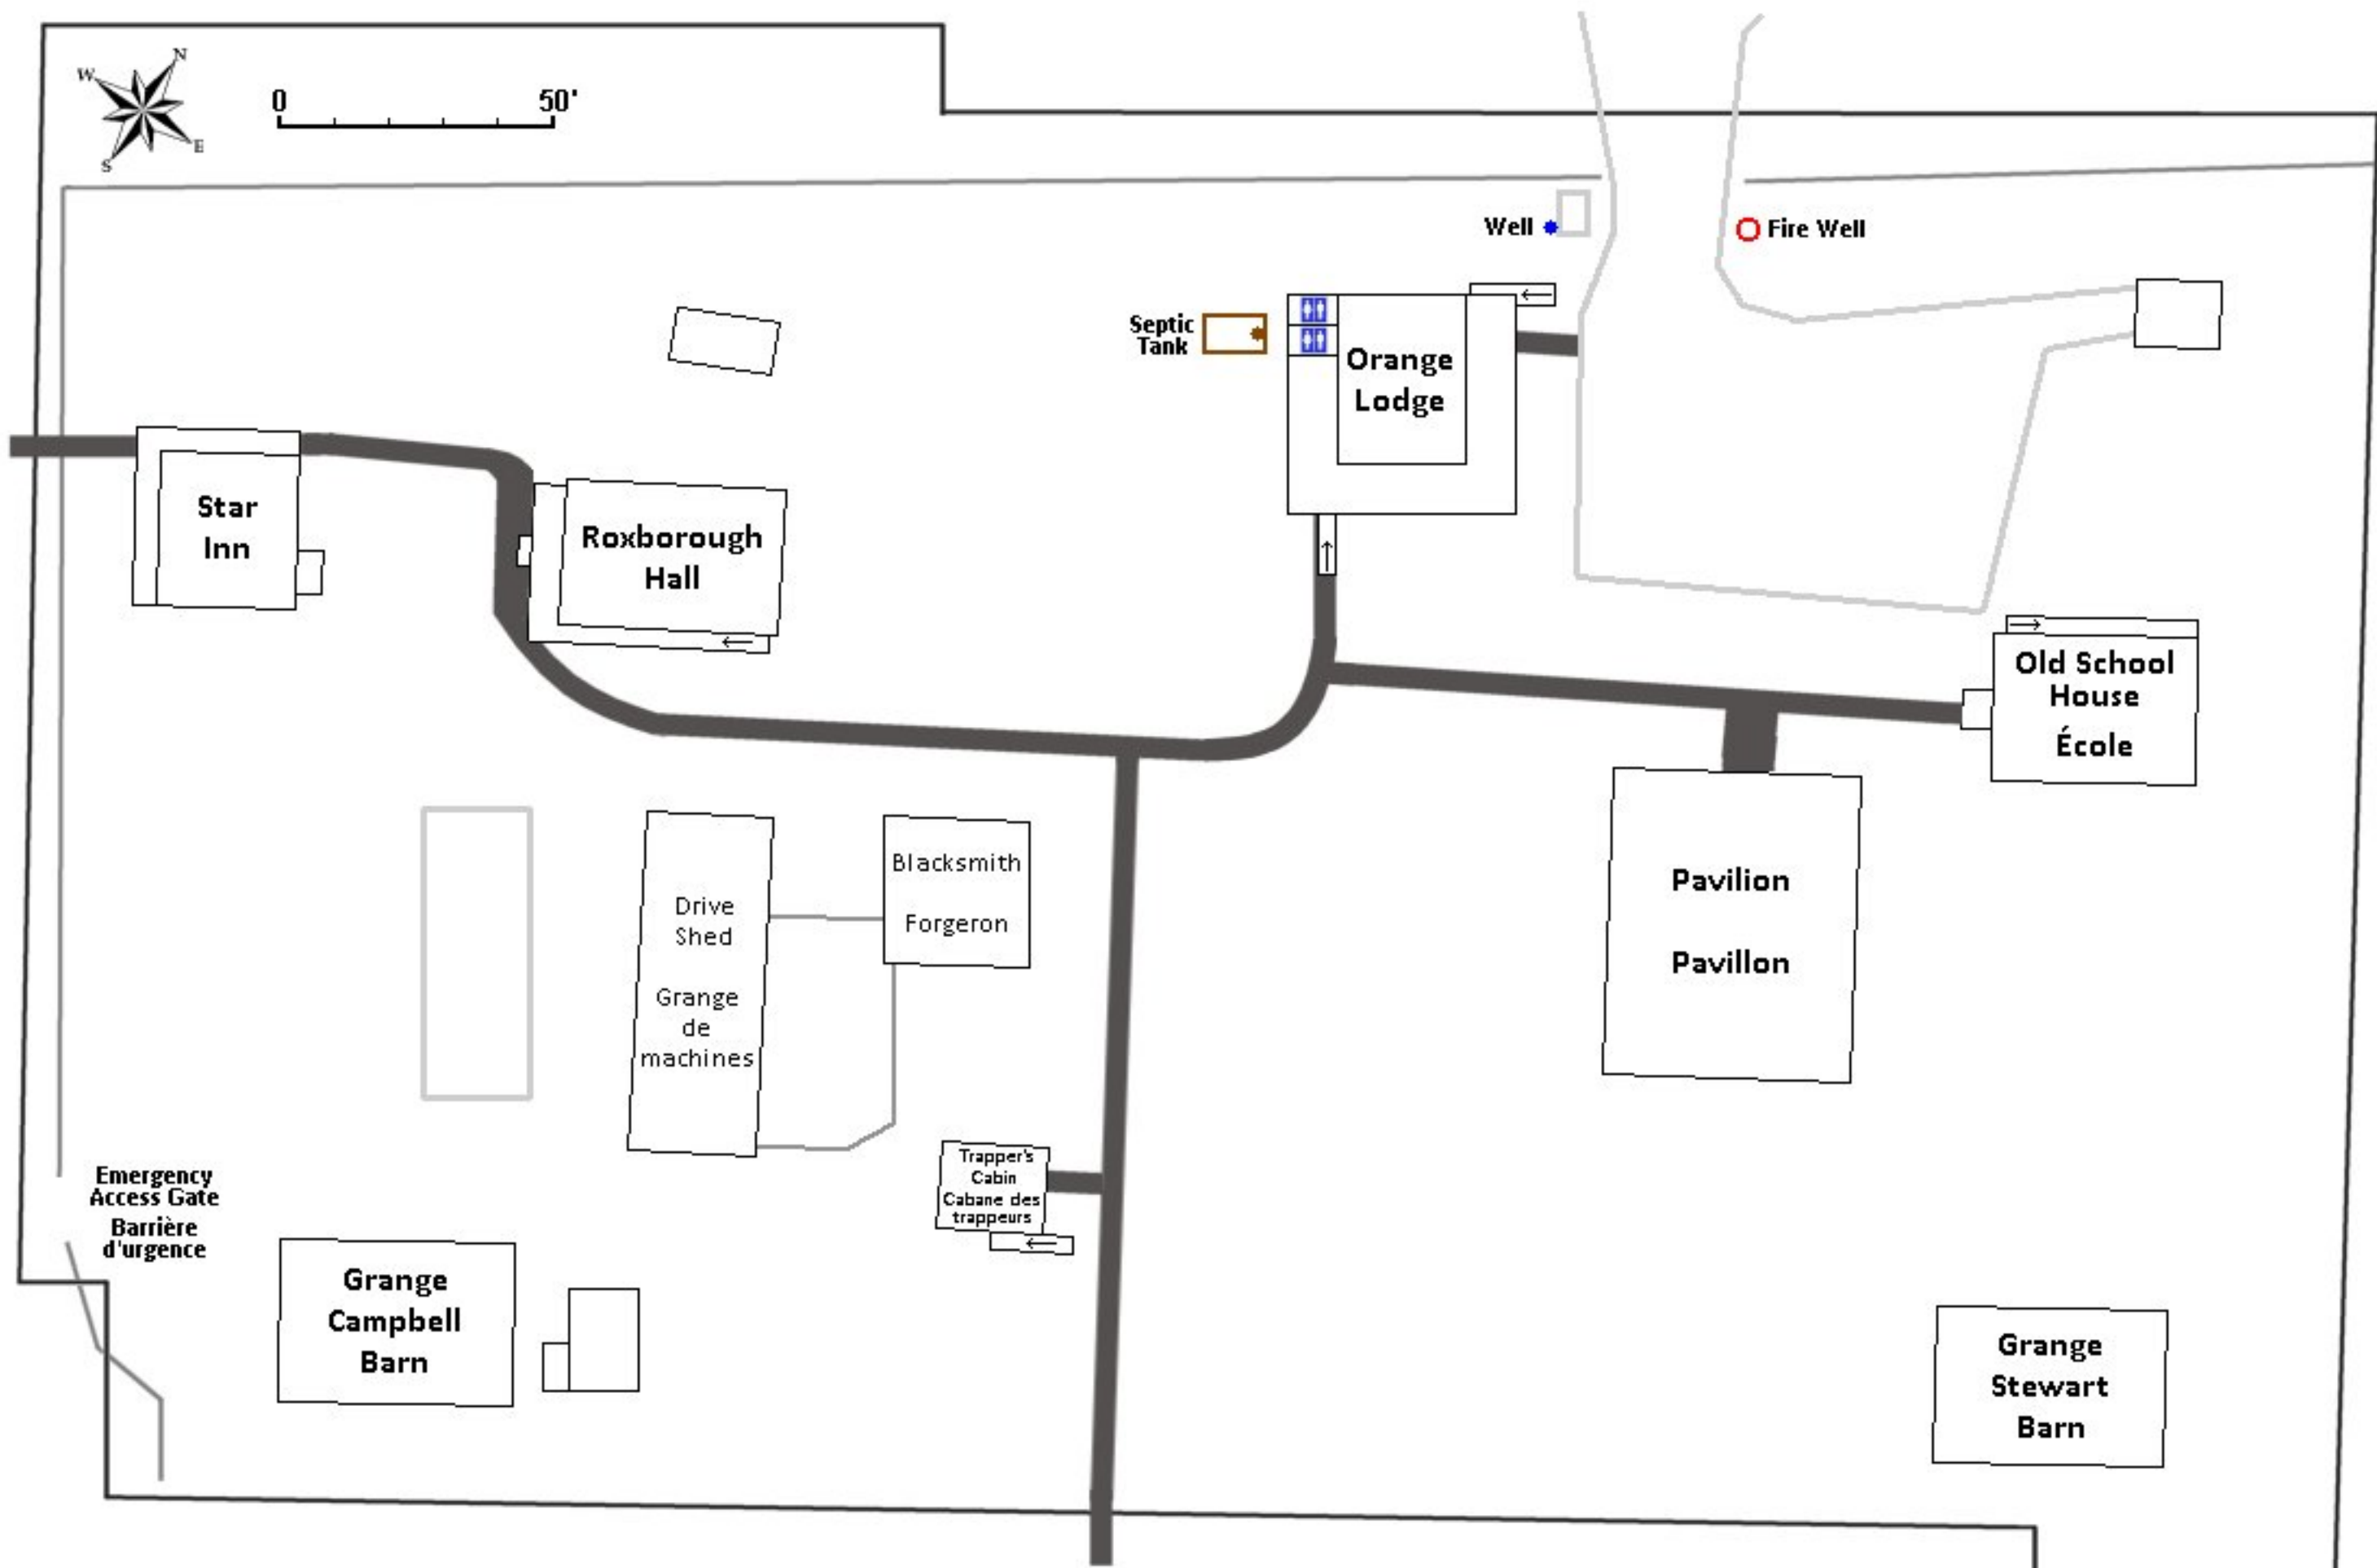 N
W
E
S
0 50'
Well
Fire Well
Septic
Tank
Orange
Lodge
Star
Inn
Roxborough
Hall
Old School
House
École
Pavilion
Pavillon
Blacksmith
Forgeron
Drive
Shed
Grange
de
machines
Trapper's
Cabin
Cabane des
trappeurs
Emergency
Access Gate
Barrière
d'urgence
Grange
Campbell
Barn
Grange
Stewart
Barn